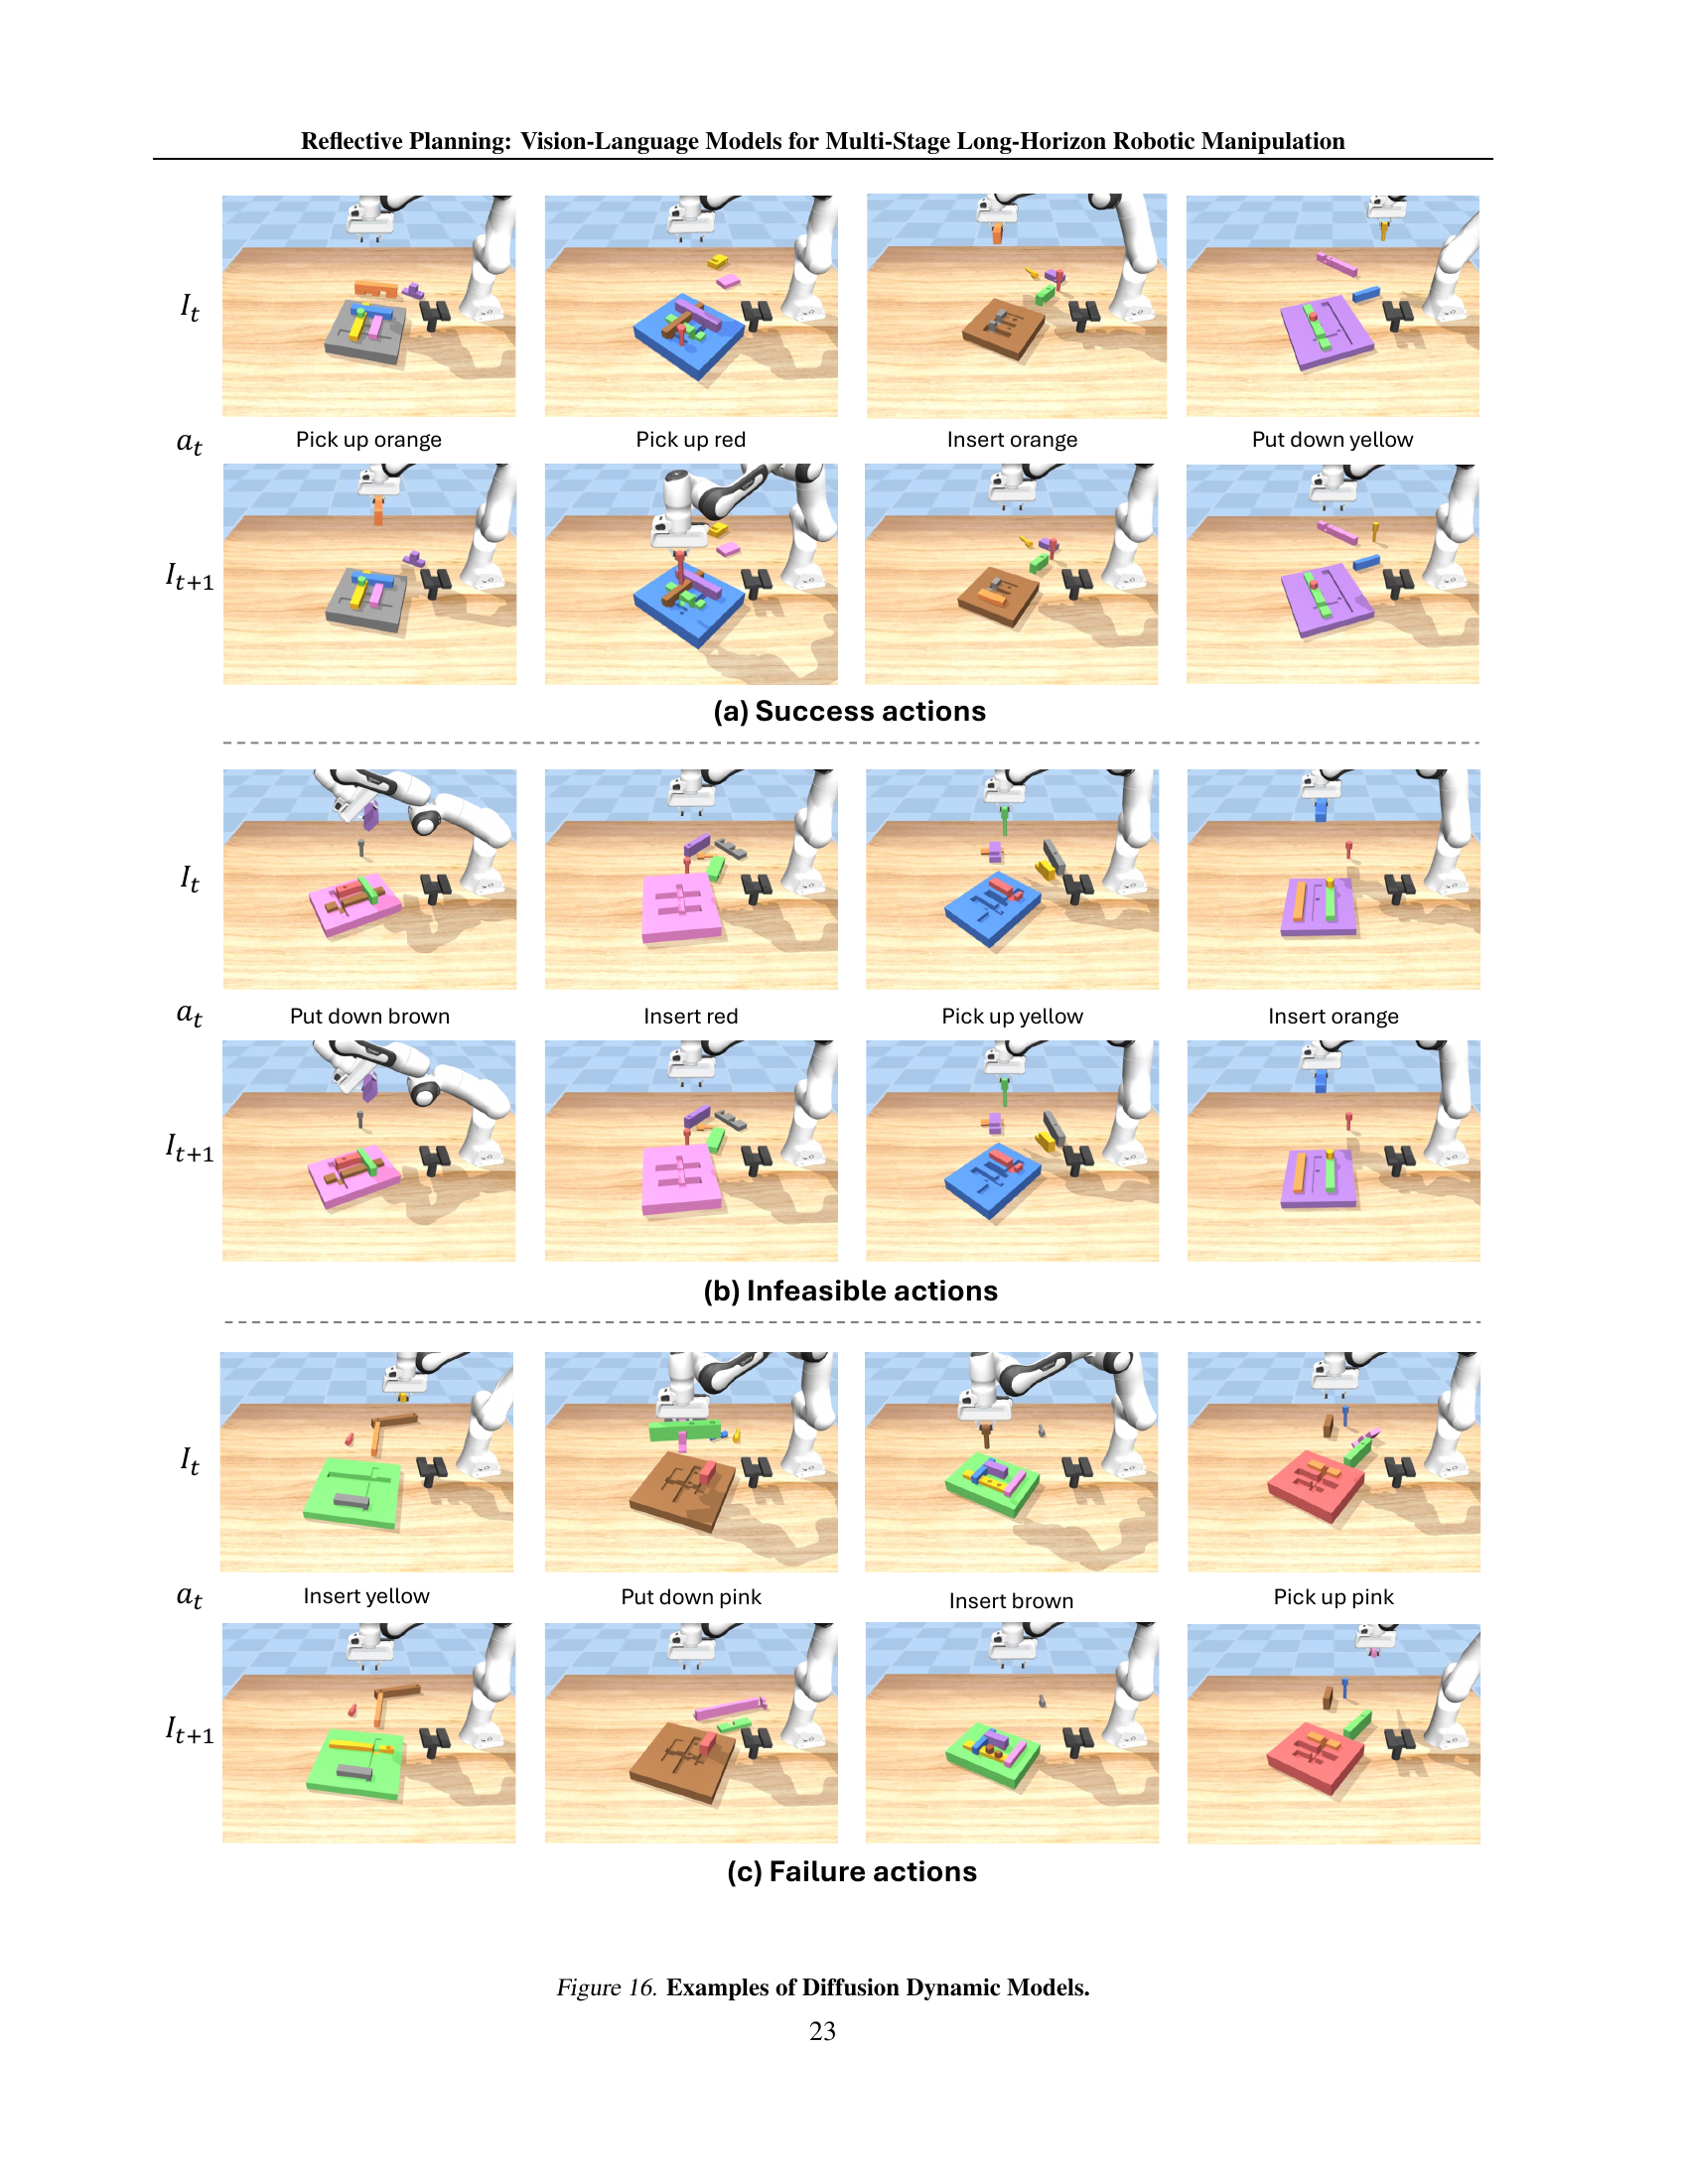 Reflective Planning: Vision-Language Models for Multi-Stage Long-Horizon Robotic Manipulation
I_t
a_t Pick up orange Pick up red Insert orange Put down yellow
I_{t+1}
(a) Success actions
I_t
a_t Put down brown Insert red Pick up yellow Insert orange
I_{t+1}
(b) Infeasible actions
I_t
a_t Insert yellow Put down pink Insert brown Pick up pink
I_{t+1}
(c) Failure actions
Figure 16. Examples of Diffusion Dynamic Models.
23